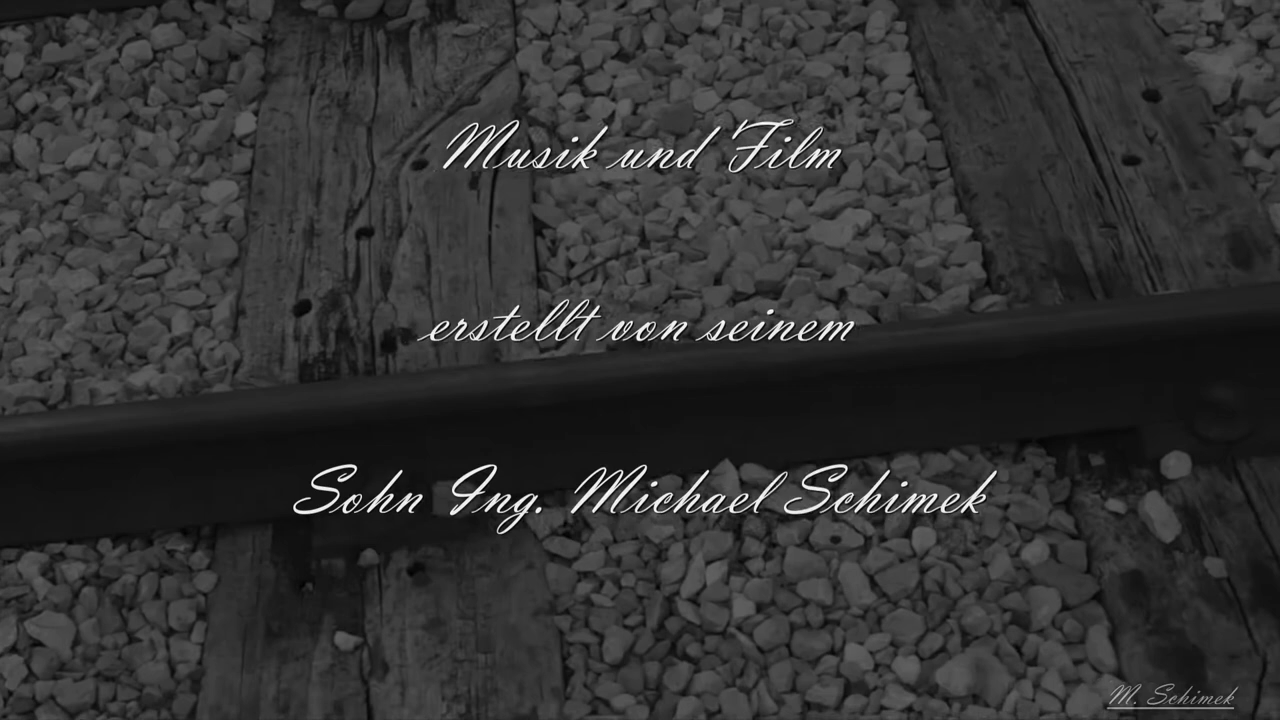 Musik und Film
erstellt von seinem
Sohn Ing. Michael Schimek
M. Schimek